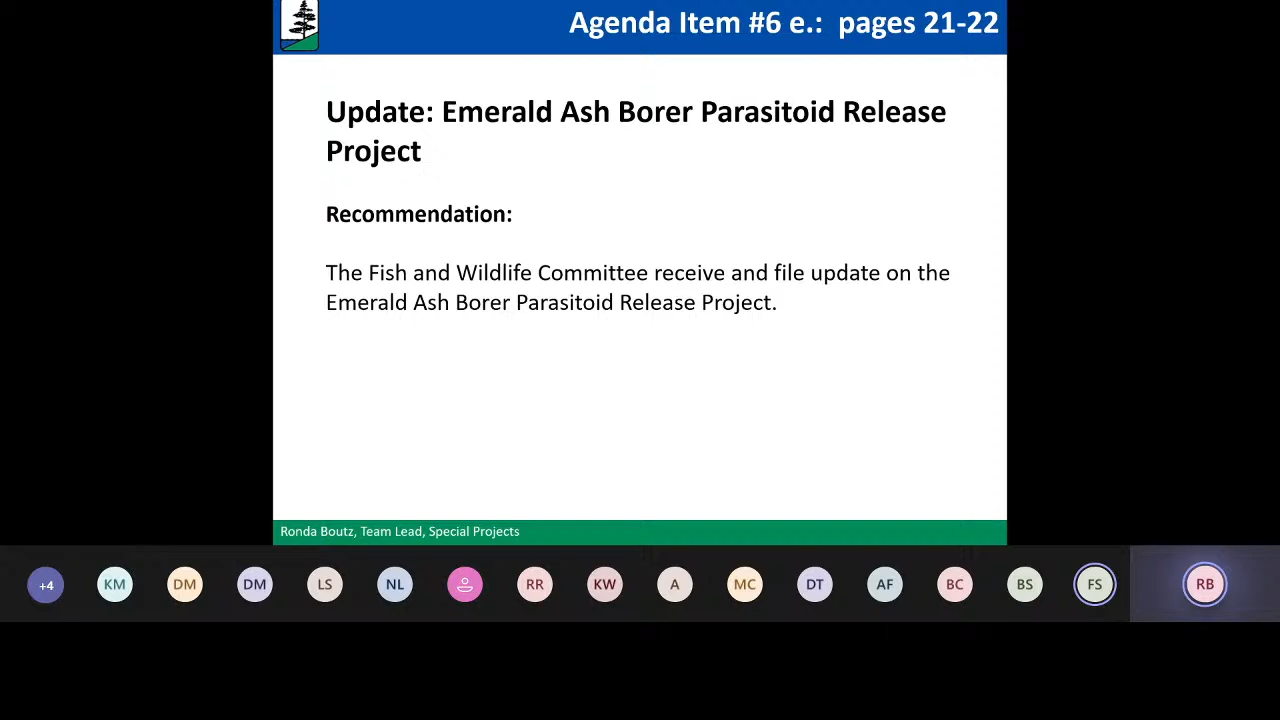 Agenda Item #6 e.: pages 21-22
Update: Emerald Ash Borer Parasitoid Release
Project
Recommendation:
The Fish and Wildlife Committee receive and file update on the
Emerald Ash Borer Parasitoid Release Project.
Ronda Boutz, Team Lead, Special Projects
+4 KM DM DM LS NL RR KW A MC DT AF BC BS FS RB